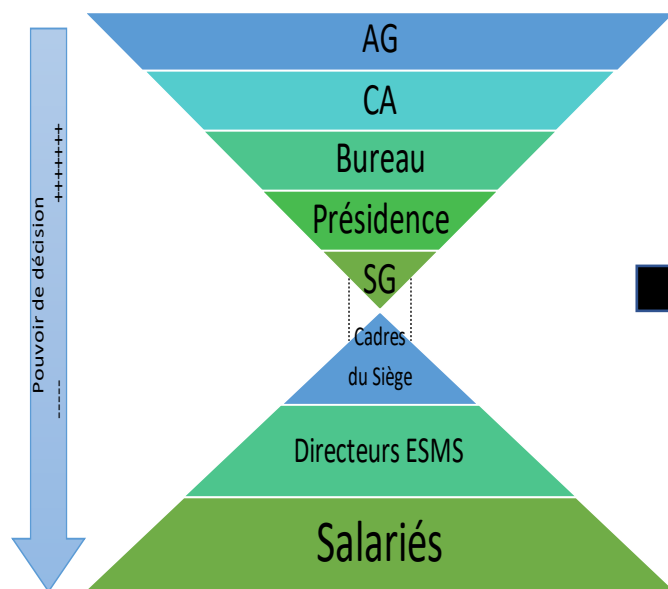 AG
CA
Bureau
Présidence
SG
Cadres
du Siège
Directeurs ESMS
Salariés
Pouvoir de décision
----- +++++++